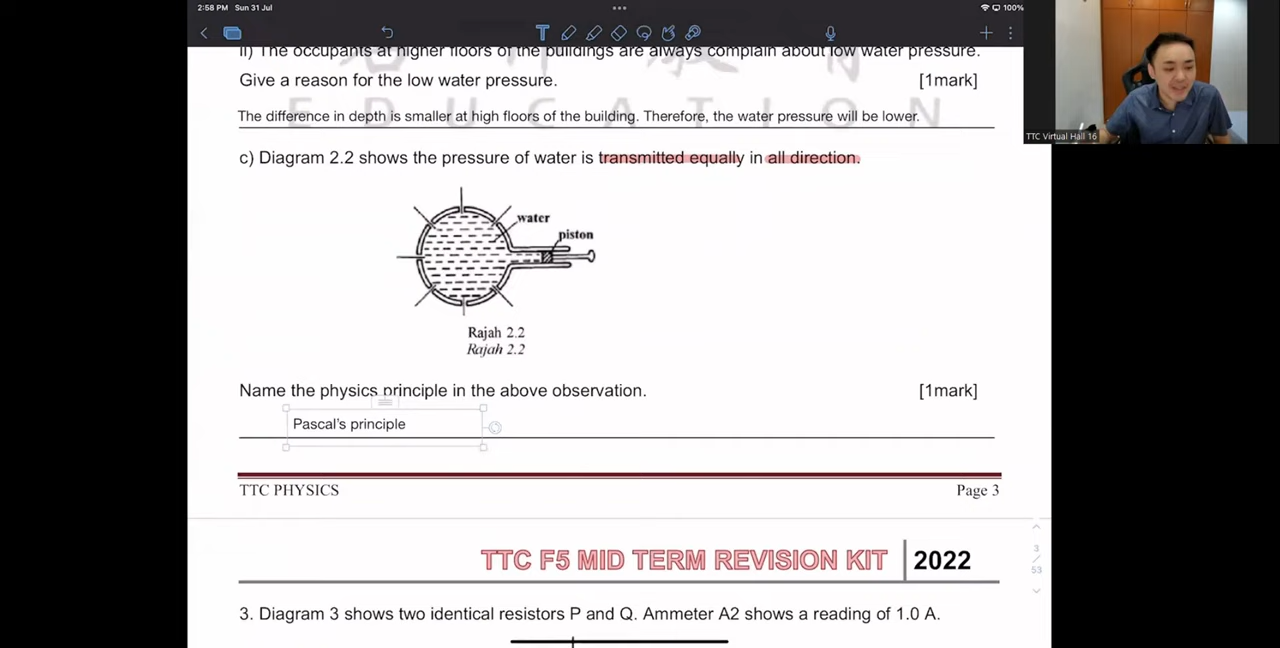 2:58 PM Sun 31 Jul
100%
ii) The occupants at higher floors of the buildings are always complain about low water pressure.
Give a reason for the low water pressure. [1mark]
EDUCATION
The difference in depth is smaller at high floors of the building. Therefore, the water pressure will be lower.
TTC Virtual Hall 16
c) Diagram 2.2 shows the pressure of water is transmitted equally in all direction.
water
piston
Rajah 2.2
Rajah 2.2
Name the physics principle in the above observation. [1mark]
Pascal's principle
TTC PHYSICS Page 3
3
/
53
TTC F5 MID TERM REVISION KIT 2022
3. Diagram 3 shows two identical resistors P and Q. Ammeter A2 shows a reading of 1.0 A.